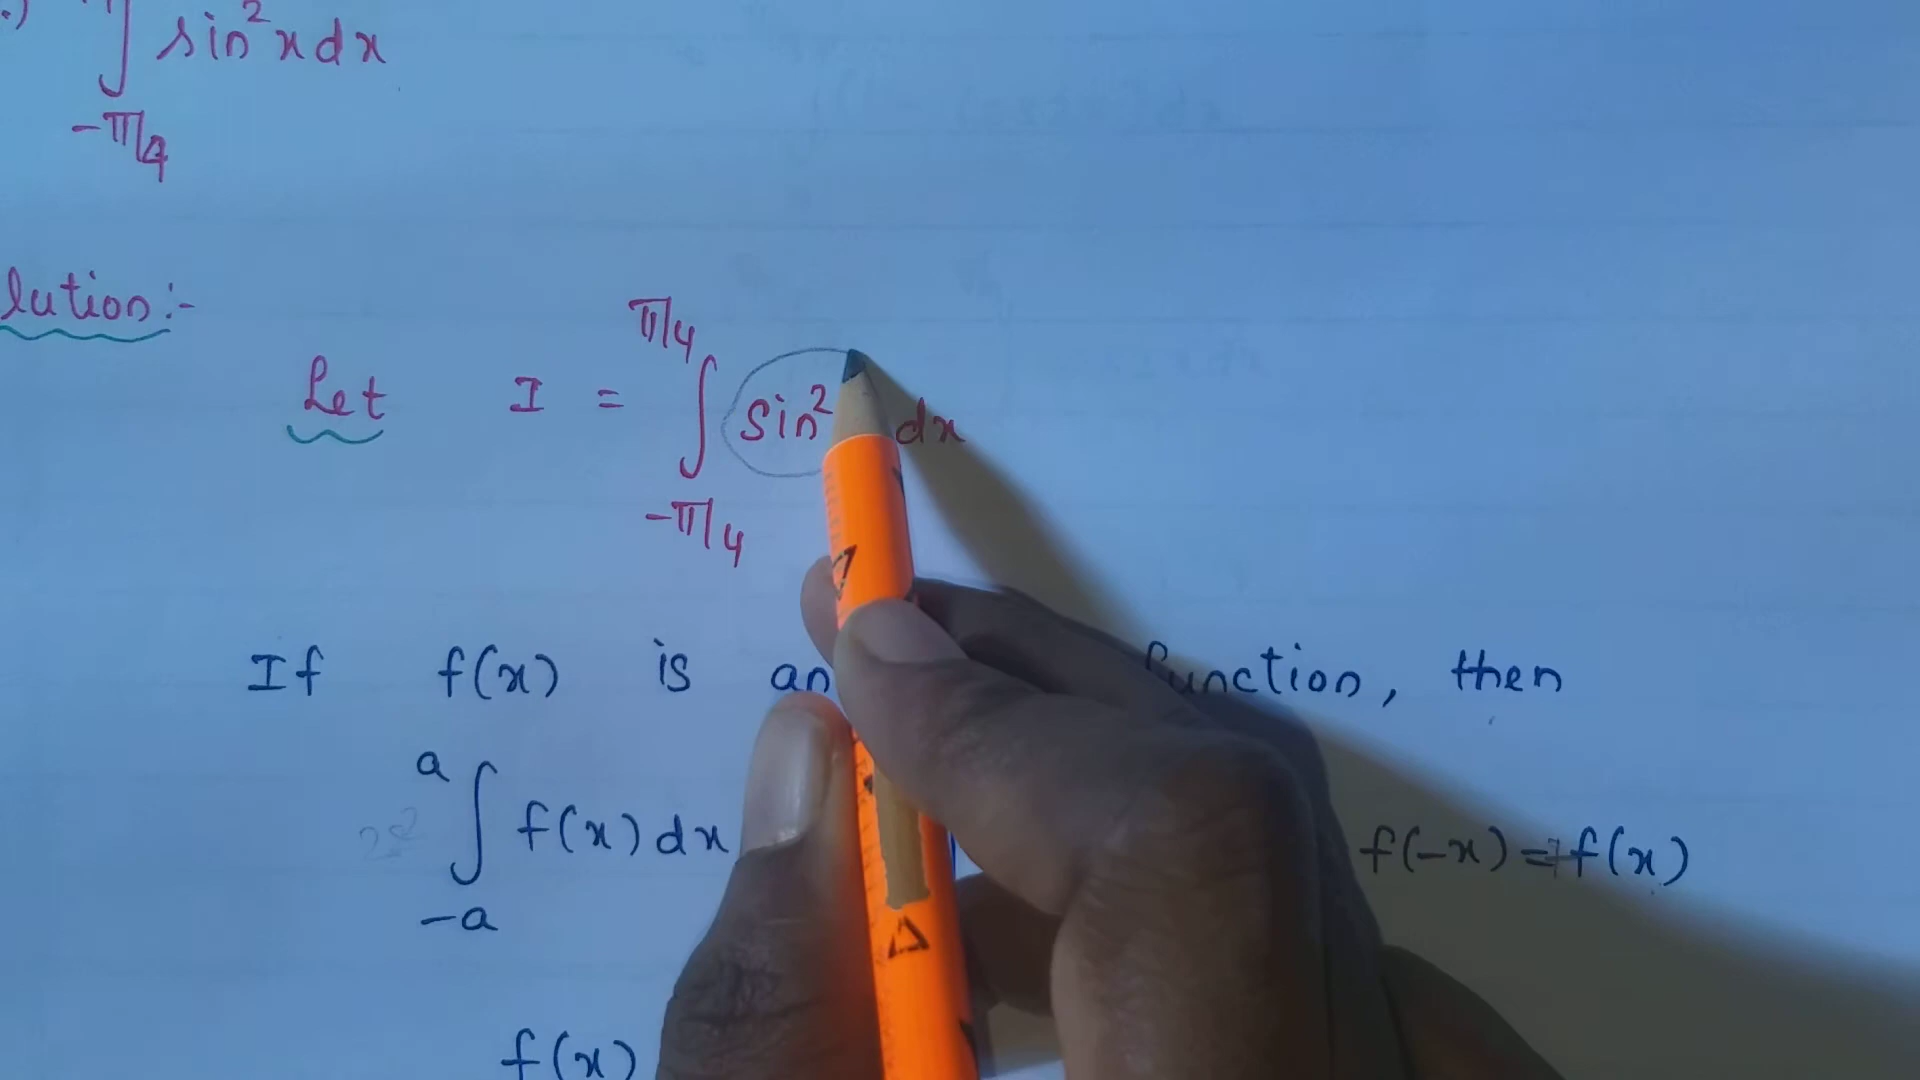 .) ∫ sin²x dx
-π/4
lution:-
Let I = ∫ sin² dx
π/4
-π/4
If f(x) is an function, then
a
∫ f(x) dx f(-x) = f(x)
-a
f(x)